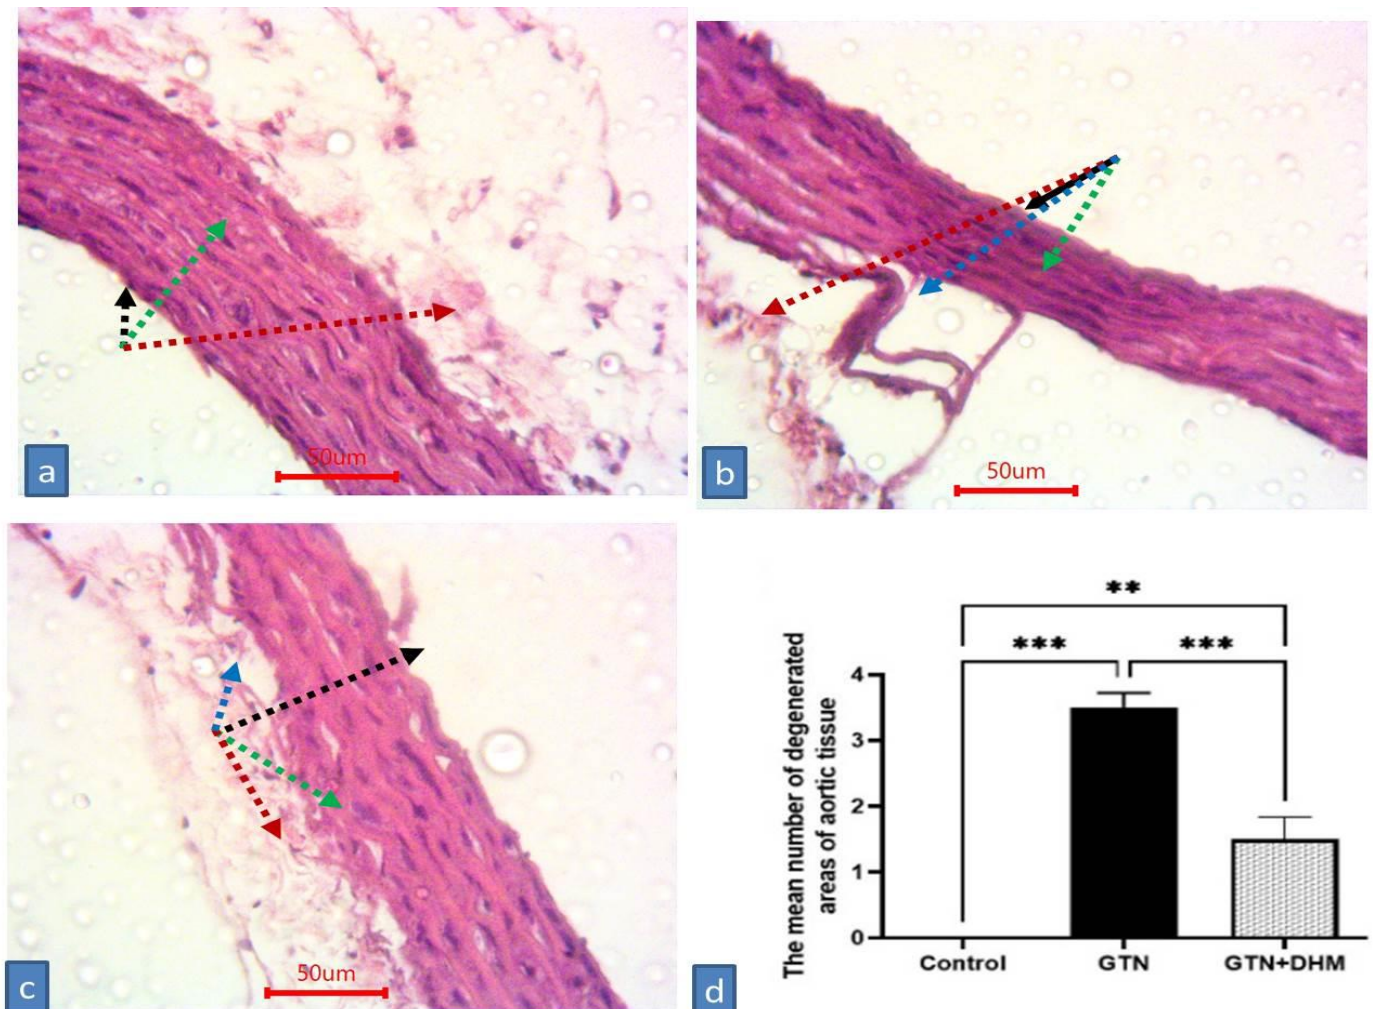 a
50um
b
50um
c
50um
d
**
***
***
The mean number of degenerated
areas of aortic tissue
4
3
2
1
0
Control
GTN
GTN+DHM